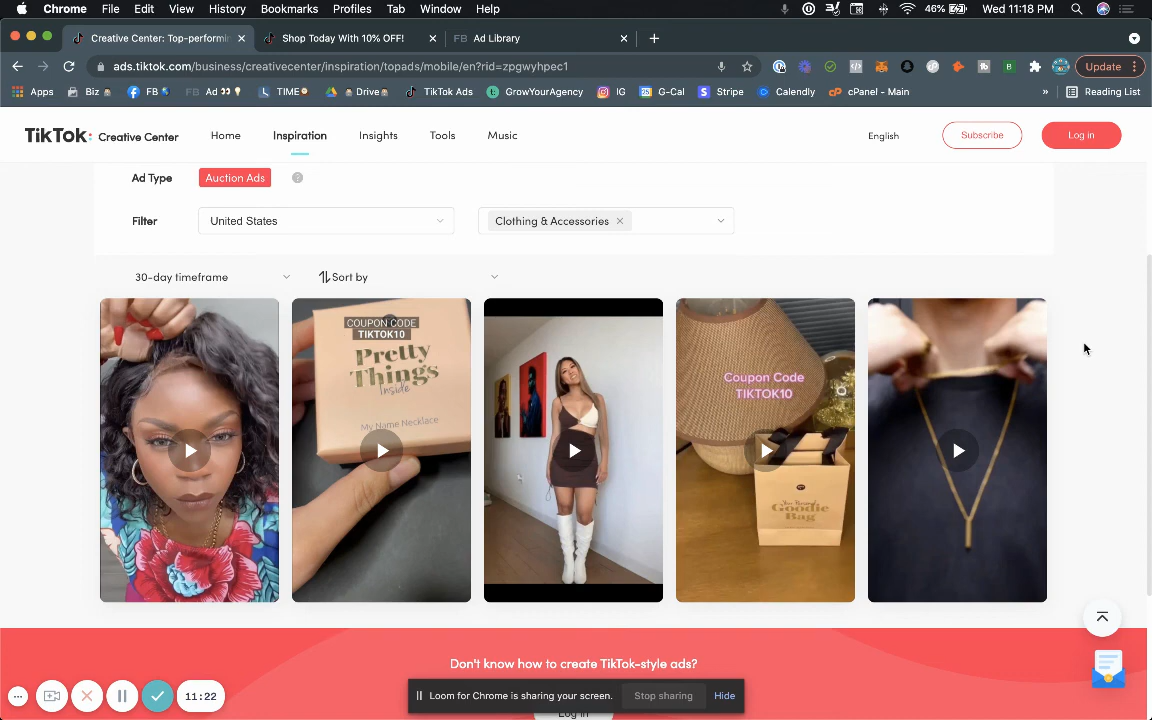 Chrome File Edit View History Bookmarks Profiles Tab Window Help 46% Wed 11:18 PM
Creative Center: Top-performin
Shop Today With 10% OFF!
FB Ad Library
ads.tiktok.com/business/creativecenter/inspiration/topads/mobile/en?rid=zpgwyhpec1
Update
Apps Biz FB Ad TIME Drive TikTok Ads GrowYourAgency IG G-Cal Stripe Calendly cPanel - Main » Reading List
TikTok: Creative Center Home Inspiration Insights Tools Music English Subscribe Log in
Ad Type Auction Ads ?
Filter United States Clothing & Accessories
30-day timeframe Sort by
COUPON CODE
TIKTOK10
Pretty
Things
Inside
My Name Necklace
Coupon Code
TIKTOK10
Goodie
Bag
Don't know how to create TikTok-style ads?
11:22
Loom for Chrome is sharing your screen. Stop sharing Hide
Log in